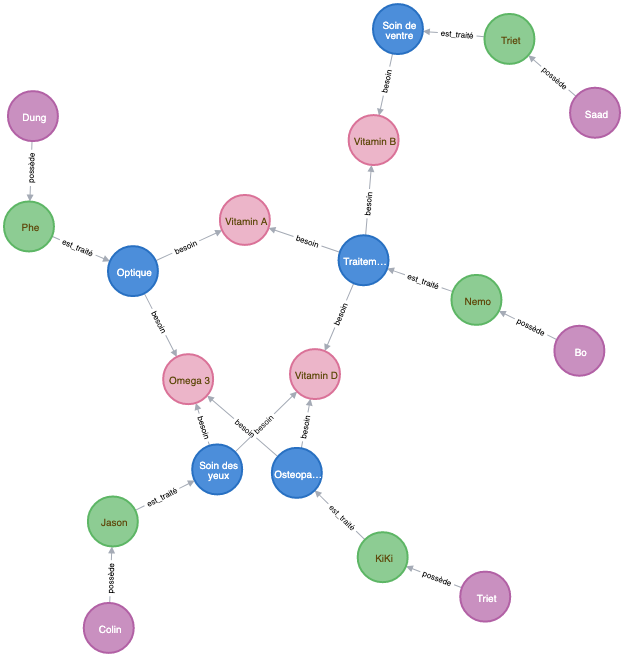 Soin de
ventre
est_traité
Triet
possède
Saad
besoin
Dung
Vitamin B
possède
besoin
Phe
Vitamin A
est_traité
besoin
besoin
Optique
Traitem…
est_traité
Nemo
besoin
besoin
possède
Bo
Omega 3
Vitamin D
besoin
besoin
besoin
besoin
Soin des
yeux
Osteopa…
est_traité
est_traité
Jason
KiKi
possède
possède
Triet
Colin